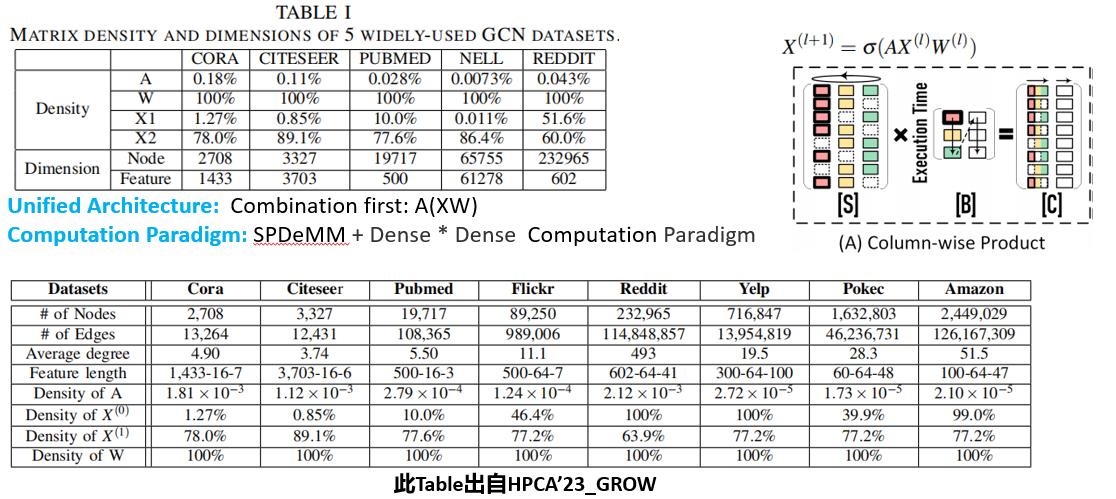 TABLE I
MATRIX DENSITY AND DIMENSIONS OF 5 WIDELY-USED GCN DATASETS.
CORA CITESEER PUBMED NELL REDDIT
Density A 0.18% 0.11% 0.028% 0.0073% 0.043%
W 100% 100% 100% 100% 100%
X1 1.27% 0.85% 10.0% 0.011% 51.6%
X2 78.0% 89.1% 77.6% 86.4% 60.0%
Dimension Node 2708 3327 19717 65755 232965
Feature 1433 3703 500 61278 602
Unified Architecture: Combination first: A(XW)
Computation Paradigm: SPDeMM + Dense * Dense Computation Paradigm
X^(l+1) = σ(AX^(l)W^(l))
Execution Time
× =
[S] [B] [C]
(A) Column-wise Product
Datasets Cora Citeseer Pubmed Flickr Reddit Yelp Pokec Amazon
# of Nodes 2,708 3,327 19,717 89,250 232,965 716,847 1,632,803 2,449,029
# of Edges 13,264 12,431 108,365 989,006 114,848,857 13,954,819 46,236,731 126,167,309
Average degree 4.90 3.74 5.50 11.1 493 19.5 28.3 51.5
Feature length 1,433-16-7 3,703-16-6 500-16-3 500-64-7 602-64-41 300-64-100 60-64-48 100-64-47
Density of A 1.81 × 10^−3 1.12 × 10^−3 2.79 × 10^−4 1.24 × 10^−4 2.12 × 10^−3 2.72 × 10^−5 1.73 × 10^−5 2.10 × 10^−5
Density of X^(0) 1.27% 0.85% 10.0% 46.4% 100% 100% 39.9% 99.0%
Density of X^(1) 78.0% 89.1% 77.6% 77.2% 63.9% 77.2% 77.2% 77.2%
Density of W 100% 100% 100% 100% 100% 100% 100% 100%
此Table出自HPCA’23_GROW